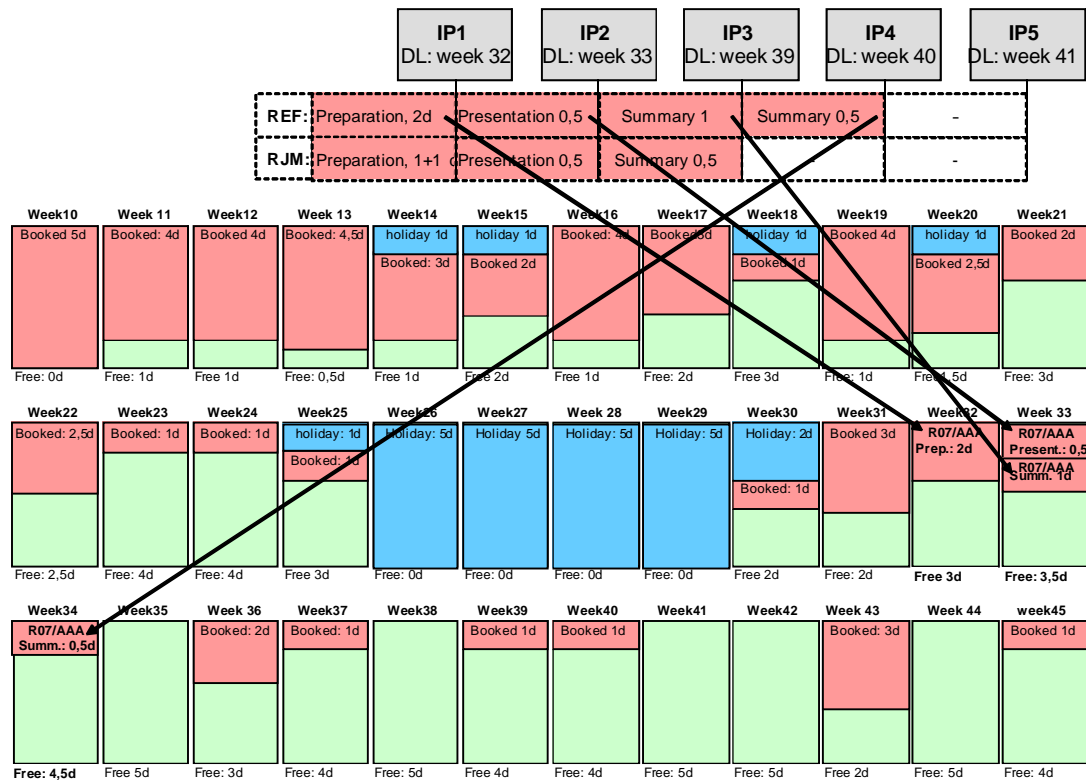 IP1 IP2 IP3 IP4 IP5
DL: week 32 DL: week 33 DL: week 39 DL: week 40 DL: week 41
REF: Preparation, 2d Presentation 0,5 Summary 1 Summary 0,5 -
RJM: Preparation, 1+1 d Presentation 0,5 Summary 0,5 - -
Week10 Week 11 Week12 Week 13 Week14 Week15 Week16 Week17 Week18 Week19 Week20 Week21
Booked 5d Booked: 4d Booked 4d Booked: 4,5d holiday 1d holiday 1d Booked: 4d Booked3d holiday 1d Booked 4d holiday 1d Booked 2d
Booked: 3d Booked 2d Booked 1d Booked 2,5d
Free: 0d Free: 1d Free 1d Free: 0,5d Free 1d Free 2d Free 1d Free: 2d Free 3d Free: 1d Free1,5d Free: 3d
Week22 Week23 Week24 Week25 Week26 Week27 Week 28 Week29 Week30 Week31 Week32 Week 33
Booked: 2,5d Booked: 1d Booked: 1d Holiday: 1d Holiday: 5d Holiday: 5d Holiday: 5d Holiday: 5d Holiday: 2d Booked 3d R07/AAA R07/AAA
Prep.: 2d Present.: 0,5
Booked: 1d Booked: 1d R07/AAA
Summ. 1d
Free: 2,5d Free: 4d Free: 4d Free 3d Free: 0d Free: 0d Free: 0d Free: 0d Free 2d Free: 2d Free 3d Free: 3,5d
Week34 Week35 Week 36 Week37 Week38 Week39 Week40 Week41 Week42 Week 43 Week 44 week45
R07/AAA Booked: 2d Booked: 1d Booked 1d Booked 1d Booked: 3d Booked 1d
Summ.: 0,5d
Free: 4,5d Free 5d Free: 3d Free: 4d Free: 5d Free 4d Free: 4d Free: 5d Free: 5d Free 2d Free: 5d Free: 4d